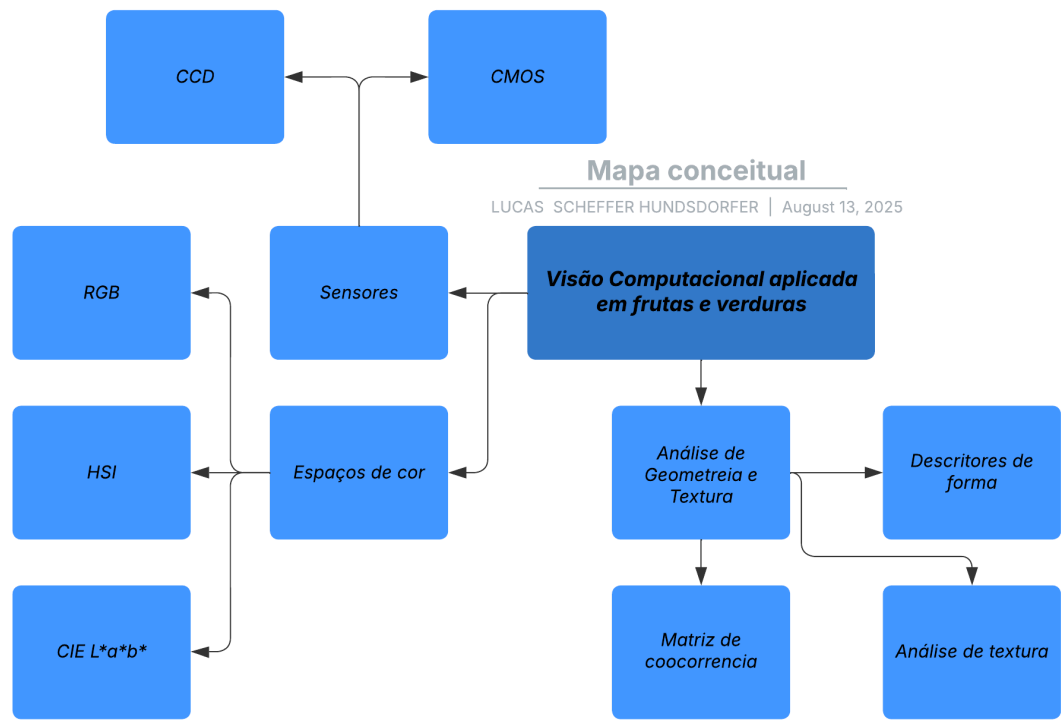 CCD
CMOS
Mapa conceitual
LUCAS SCHEFFER HUNDSDORFER | August 13, 2025
RGB
Sensores
Visão Computacional aplicada
em frutas e verduras
HSI
Espaços de cor
Análise de
Geometreia e
Textura
Descritores de
forma
CIE L*a*b*
Matriz de
coocorrencia
Análise de textura